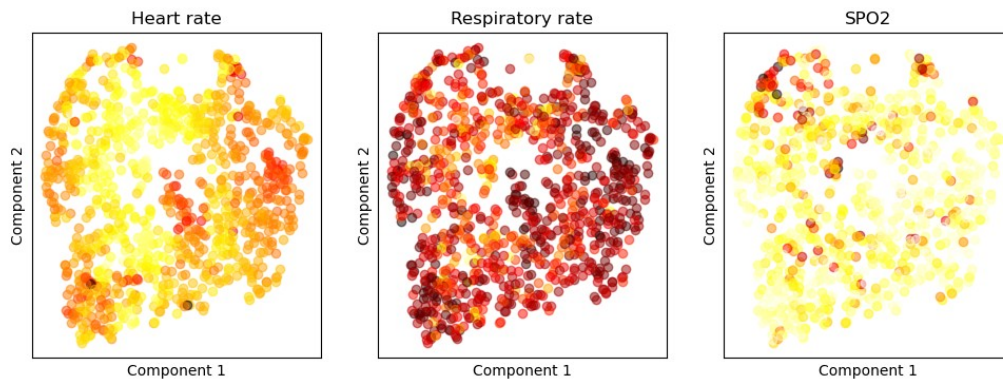 Heart rate
Respiratory rate
SPO2
Component 2
Component 2
Component 2
Component 1
Component 1
Component 1